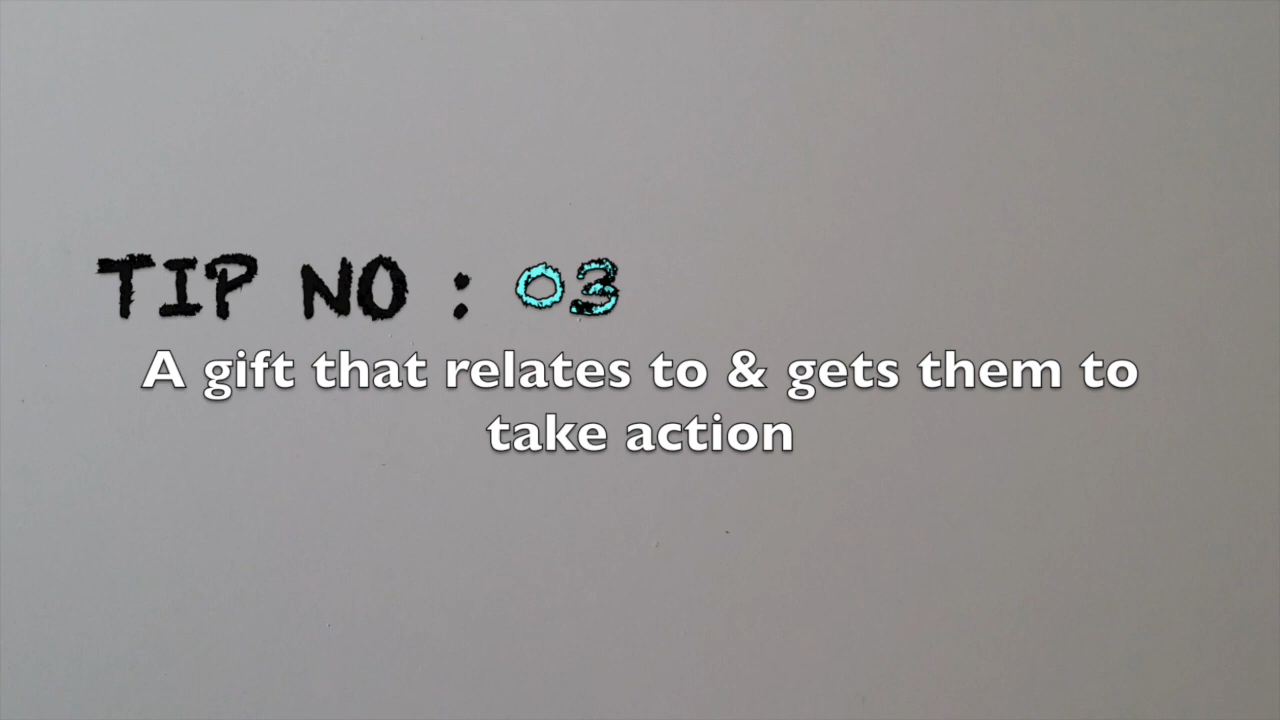 TIP NO : 03
A gift that relates to & gets them to
take action